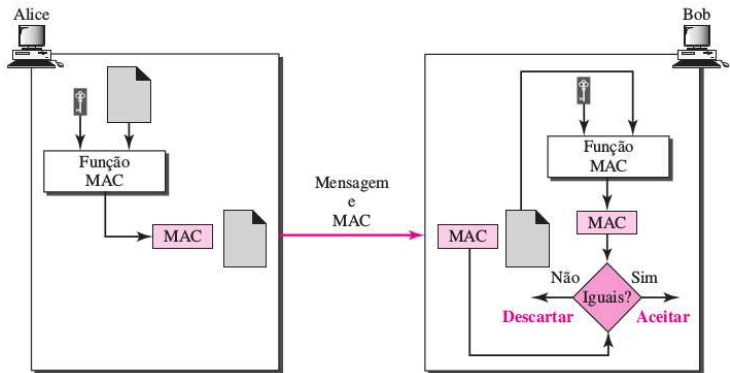 Alice
Bob
Função
MAC
MAC
Mensagem
e
MAC
Função
MAC
MAC
MAC
Não
Sim
Iguais?
Descartar
Aceitar